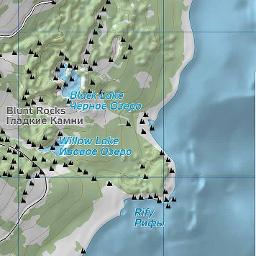 Black Lake
Черное Озеро
Blunt Rocks
Гладкие Камни
Willow Lake
Ивовое Озеро
Rify
Рифы